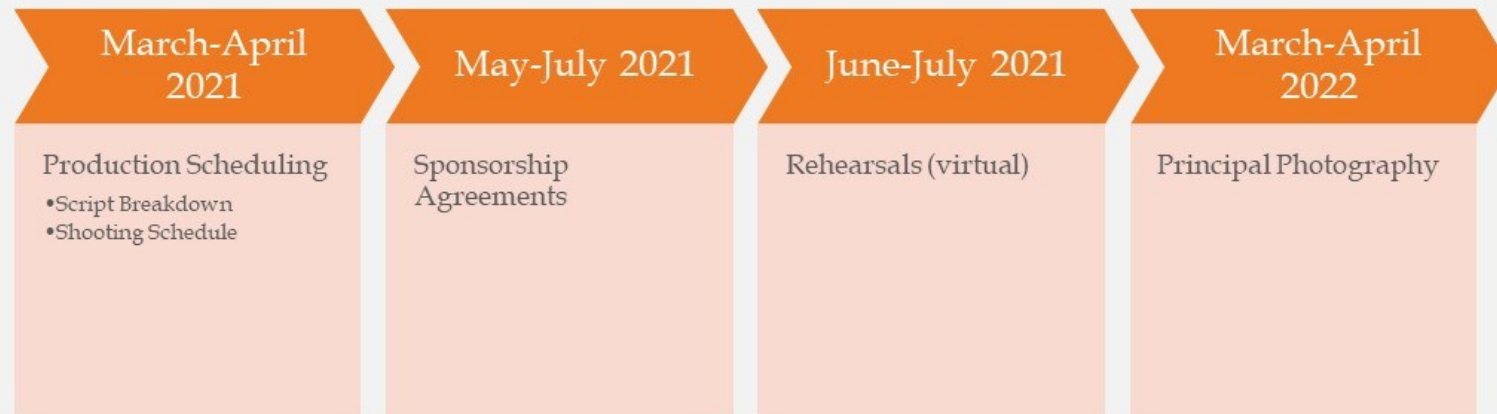 March-April
2021
Production Scheduling
•Script Breakdown
•Shooting Schedule
May-July 2021
Sponsorship
Agreements
June-July 2021
Rehearsals (virtual)
March-April
2022
Principal Photography